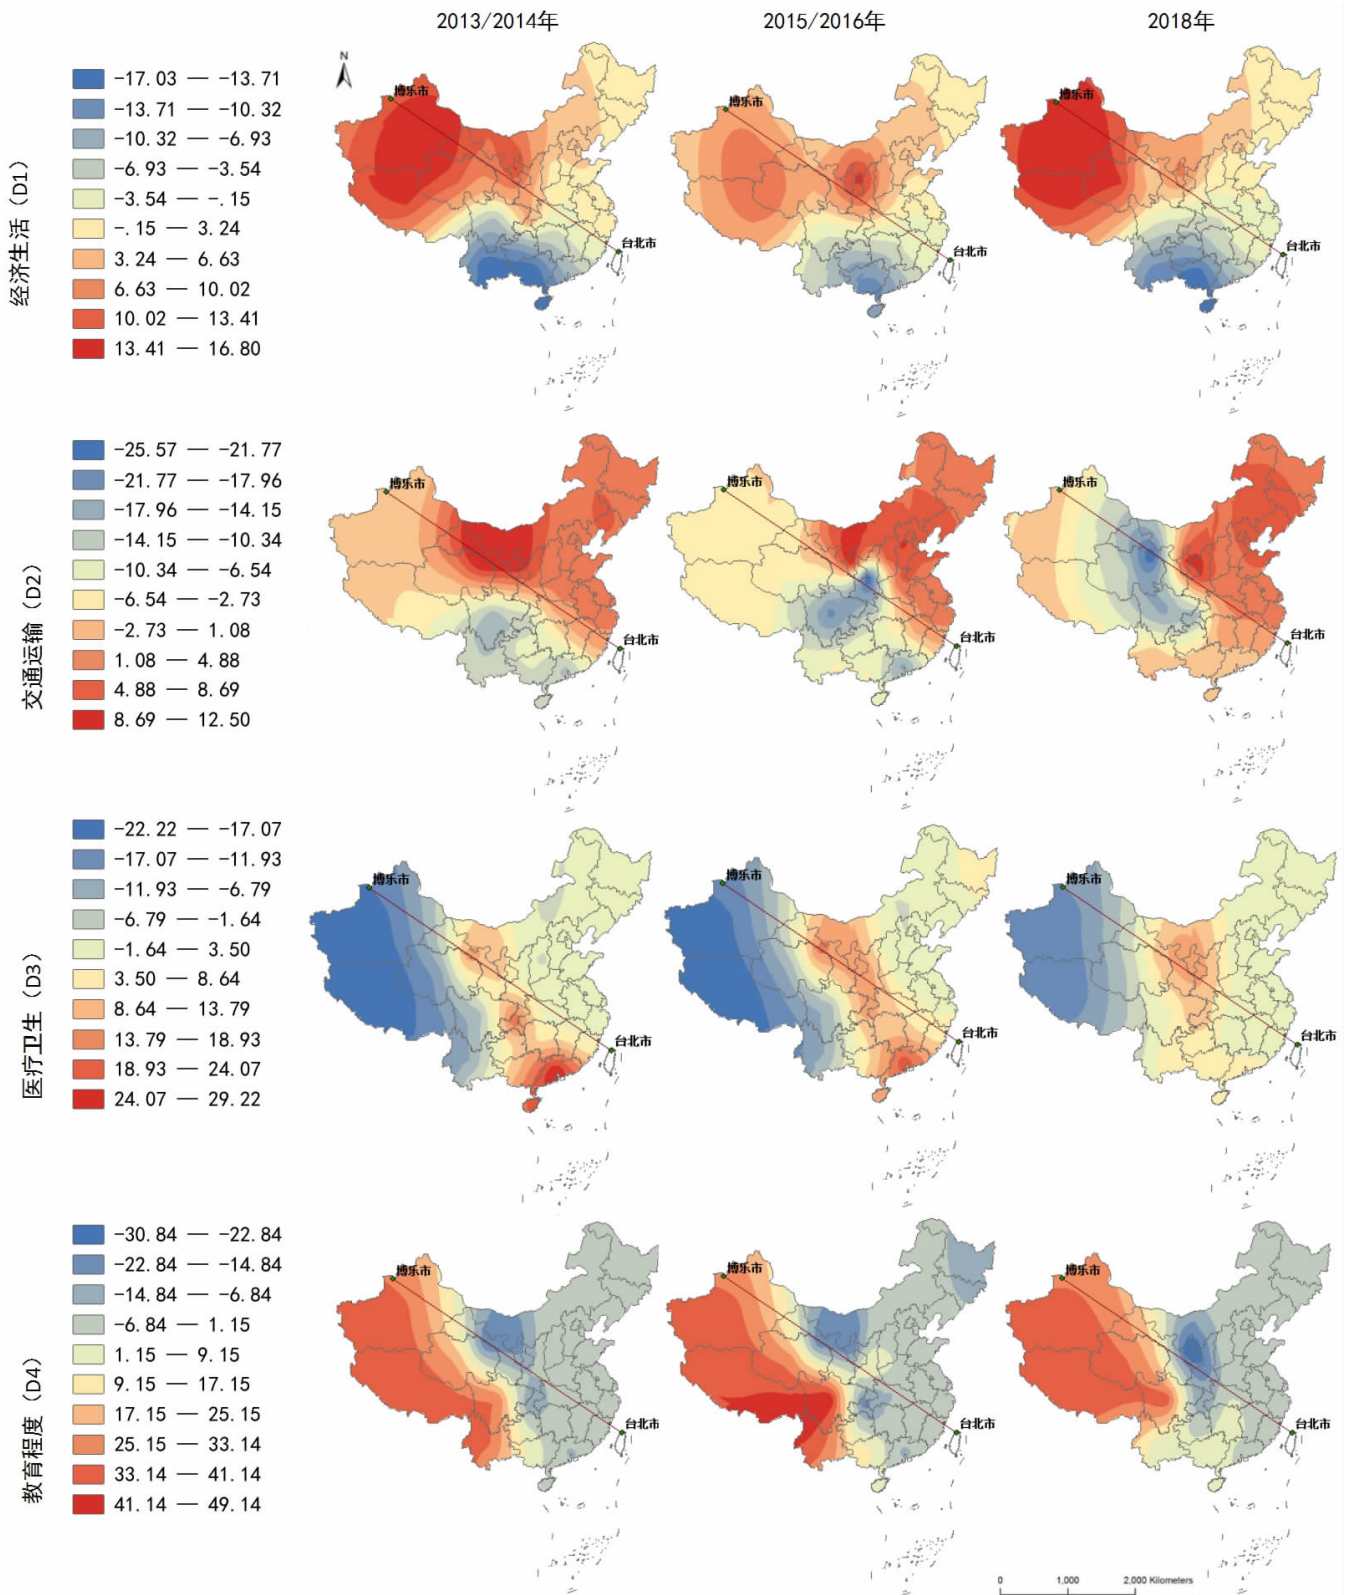 2013/2014年
2015/2016年
2018年
N
经济生活 (D1)
-17.03 — -13.71
-13.71 — -10.32
-10.32 — -6.93
-6.93 — -3.54
-3.54 — -.15
-.15 — 3.24
3.24 — 6.63
6.63 — 10.02
10.02 — 13.41
13.41 — 16.80
博乐市
台北市
博乐市
台北市
博乐市
台北市
交通运输 (D2)
-25.57 — -21.77
-21.77 — -17.96
-17.96 — -14.15
-14.15 — -10.34
-10.34 — -6.54
-6.54 — -2.73
-2.73 — 1.08
1.08 — 4.88
4.88 — 8.69
8.69 — 12.50
博乐市
台北市
博乐市
台北市
博乐市
台北市
医疗卫生 (D3)
-22.22 — -17.07
-17.07 — -11.93
-11.93 — -6.79
-6.79 — -1.64
-1.64 — 3.50
3.50 — 8.64
8.64 — 13.79
13.79 — 18.93
18.93 — 24.07
24.07 — 29.22
博乐市
台北市
博乐市
台北市
博乐市
台北市
教育程度 (D4)
-30.84 — -22.84
-22.84 — -14.84
-14.84 — -6.84
-6.84 — 1.15
1.15 — 9.15
9.15 — 17.15
17.15 — 25.15
25.15 — 33.14
33.14 — 41.14
41.14 — 49.14
博乐市
台北市
博乐市
台北市
博乐市
台北市
0 1,000 2,000 Kilometers